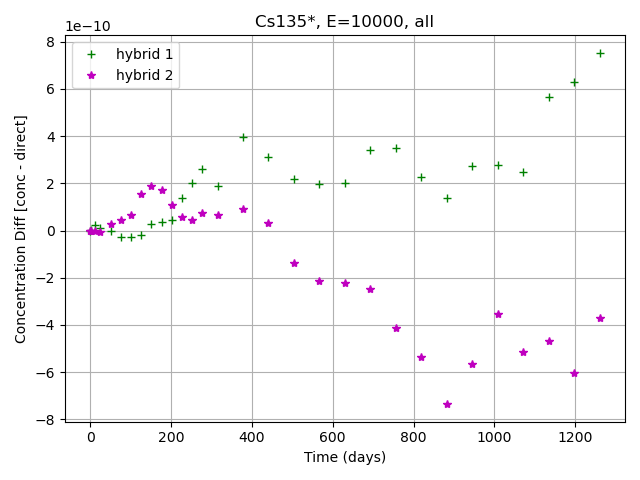 Cs135*, E=10000, all
1e−10
hybrid 1
hybrid 2
8
6
4
2
0
−2
−4
−6
−8
Concentration Diff [conc - direct]
0 200 400 600 800 1000 1200
Time (days)